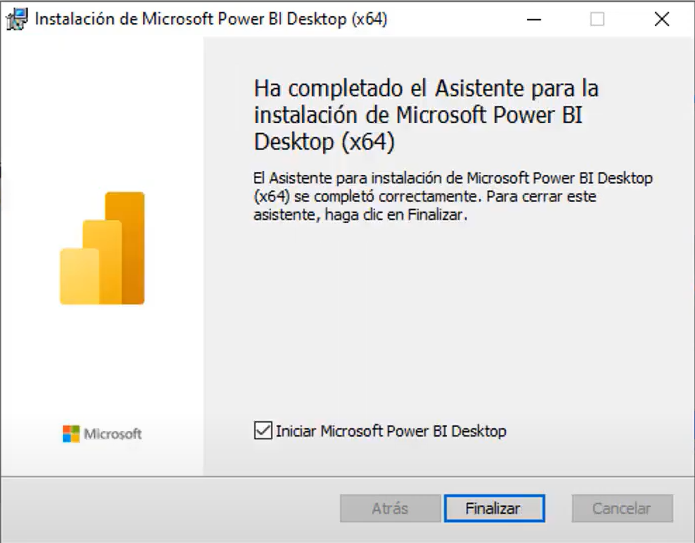 Instalación de Microsoft Power BI Desktop (x64)
Ha completado el Asistente para la
instalación de Microsoft Power BI
Desktop (x64)
El Asistente para instalación de Microsoft Power BI Desktop
(x64) se completó correctamente. Para cerrar este
asistente, haga clic en Finalizar.
Microsoft
Iniciar Microsoft Power BI Desktop
Atrás
Finalizar
Cancelar